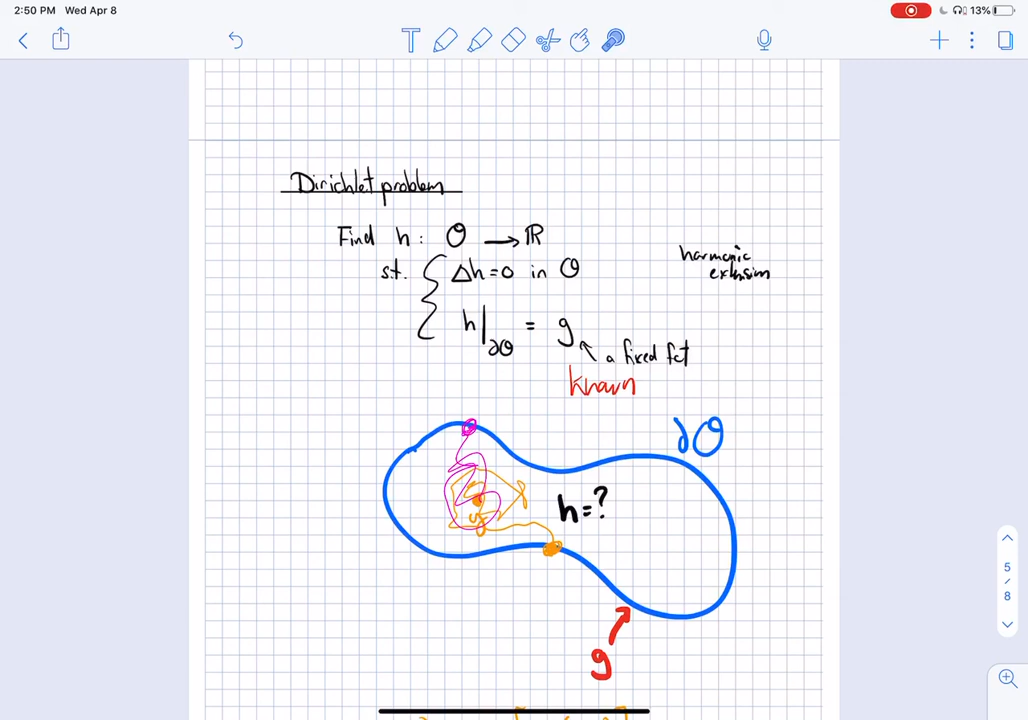 2:50 PM Wed Apr 8
13%
Dirichlet problem
Find h: O → ℝ
s.t. { Δh=0 in O
harmonic
extension
h|∂O = g
a fixed fct
known
∂O
h=?
y
g
5
/
8